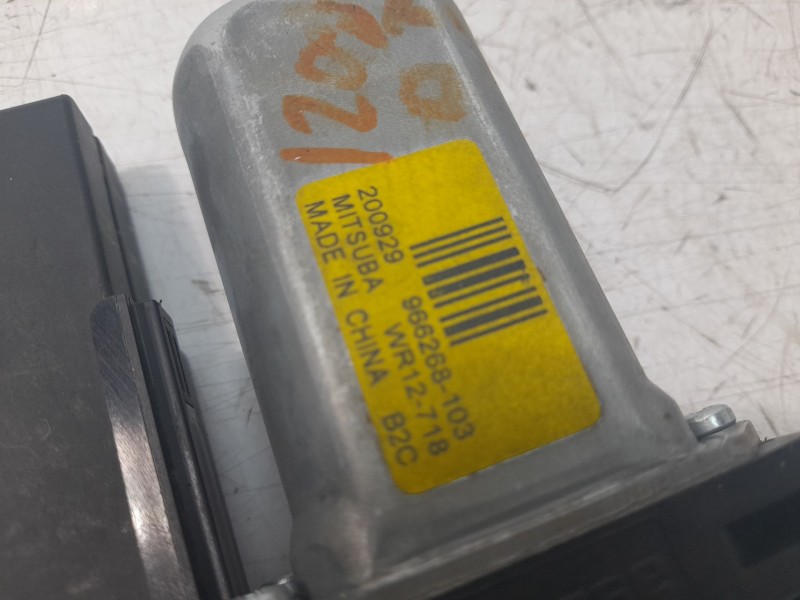 200929 966268-103
MITSUBA WR12-718
MADE IN CHINA B2C